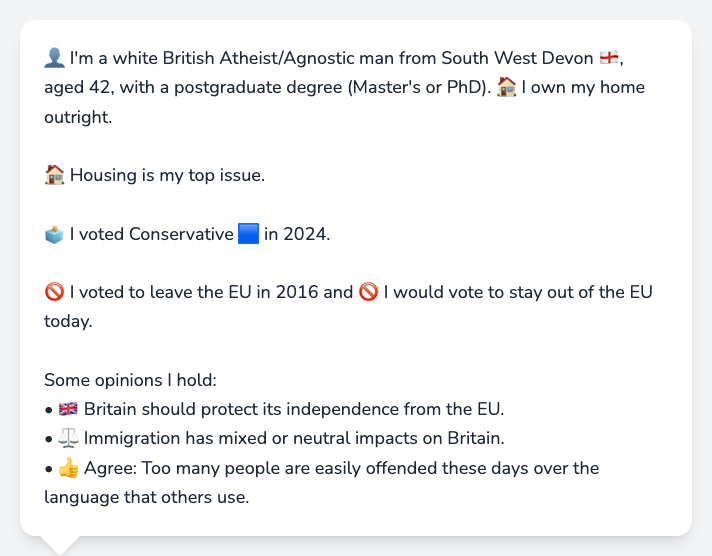 👤 I'm a white British Atheist/Agnostic man from South West Devon 🏴󠁧󠁢󠁥󠁮󠁧󠁿,
aged 42, with a postgraduate degree (Master's or PhD). 🏠 I own my home
outright.
🏠 Housing is my top issue.
🗳️ I voted Conservative 🟦 in 2024.
🚫 I voted to leave the EU in 2016 and 🚫 I would vote to stay out of the EU
today.
Some opinions I hold:
• 🇬🇧 Britain should protect its independence from the EU.
• ⚖️ Immigration has mixed or neutral impacts on Britain.
• 👍 Agree: Too many people are easily offended these days over the
language that others use.